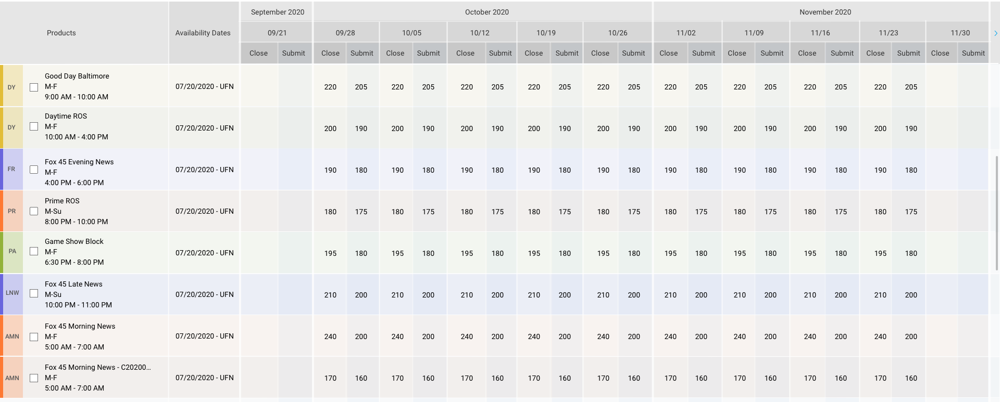 Products Availability Dates September 2020 October 2020 November 2020
09/21 09/28 10/05 10/12 10/19 10/26 11/02 11/09 11/16 11/23 11/30
Close Submit Close Submit Close Submit Close Submit Close Submit Close Submit Close Submit Close Submit Close Submit Close Submit Close Submit
DY
Good Day Baltimore
M-F
9:00 AM - 10:00 AM
07/20/2020 - UFN 220 205 220 205 220 205 220 205 220 205 220 205 220 205 220 205 220 205
DY
Daytime ROS
M-F
10:00 AM - 4:00 PM
07/20/2020 - UFN 200 190 200 190 200 190 200 190 200 190 200 190 200 190 200 190 200 190
FR
Fox 45 Evening News
M-F
4:00 PM - 6:00 PM
07/20/2020 - UFN 190 180 190 180 190 180 190 180 190 180 190 180 190 180 190 180 190 180
PR
Prime ROS
M-Su
8:00 PM - 10:00 PM
07/20/2020 - UFN 180 175 180 175 180 175 180 175 180 175 180 175 180 175 180 175 180 175
PA
Game Show Block
M-F
6:30 PM - 8:00 PM
07/20/2020 - UFN 195 180 195 180 195 180 195 180 195 180 195 180 195 180 195 180 195 180
LNW
Fox 45 Late News
M-Su
10:00 PM - 11:00 PM
07/20/2020 - UFN 210 200 210 200 210 200 210 200 210 200 210 200 210 200 210 200 210 200
AMN
Fox 45 Morning News
M-F
5:00 AM - 7:00 AM
07/20/2020 - UFN 240 200 240 200 240 200 240 200 240 200 240 200 240 200 240 200 240 200
AMN
Fox 45 Morning News - C20200...
M-F
5:00 AM - 7:00 AM
07/20/2020 - UFN 170 160 170 160 170 160 170 160 170 160 170 160 170 160 170 160 170 160